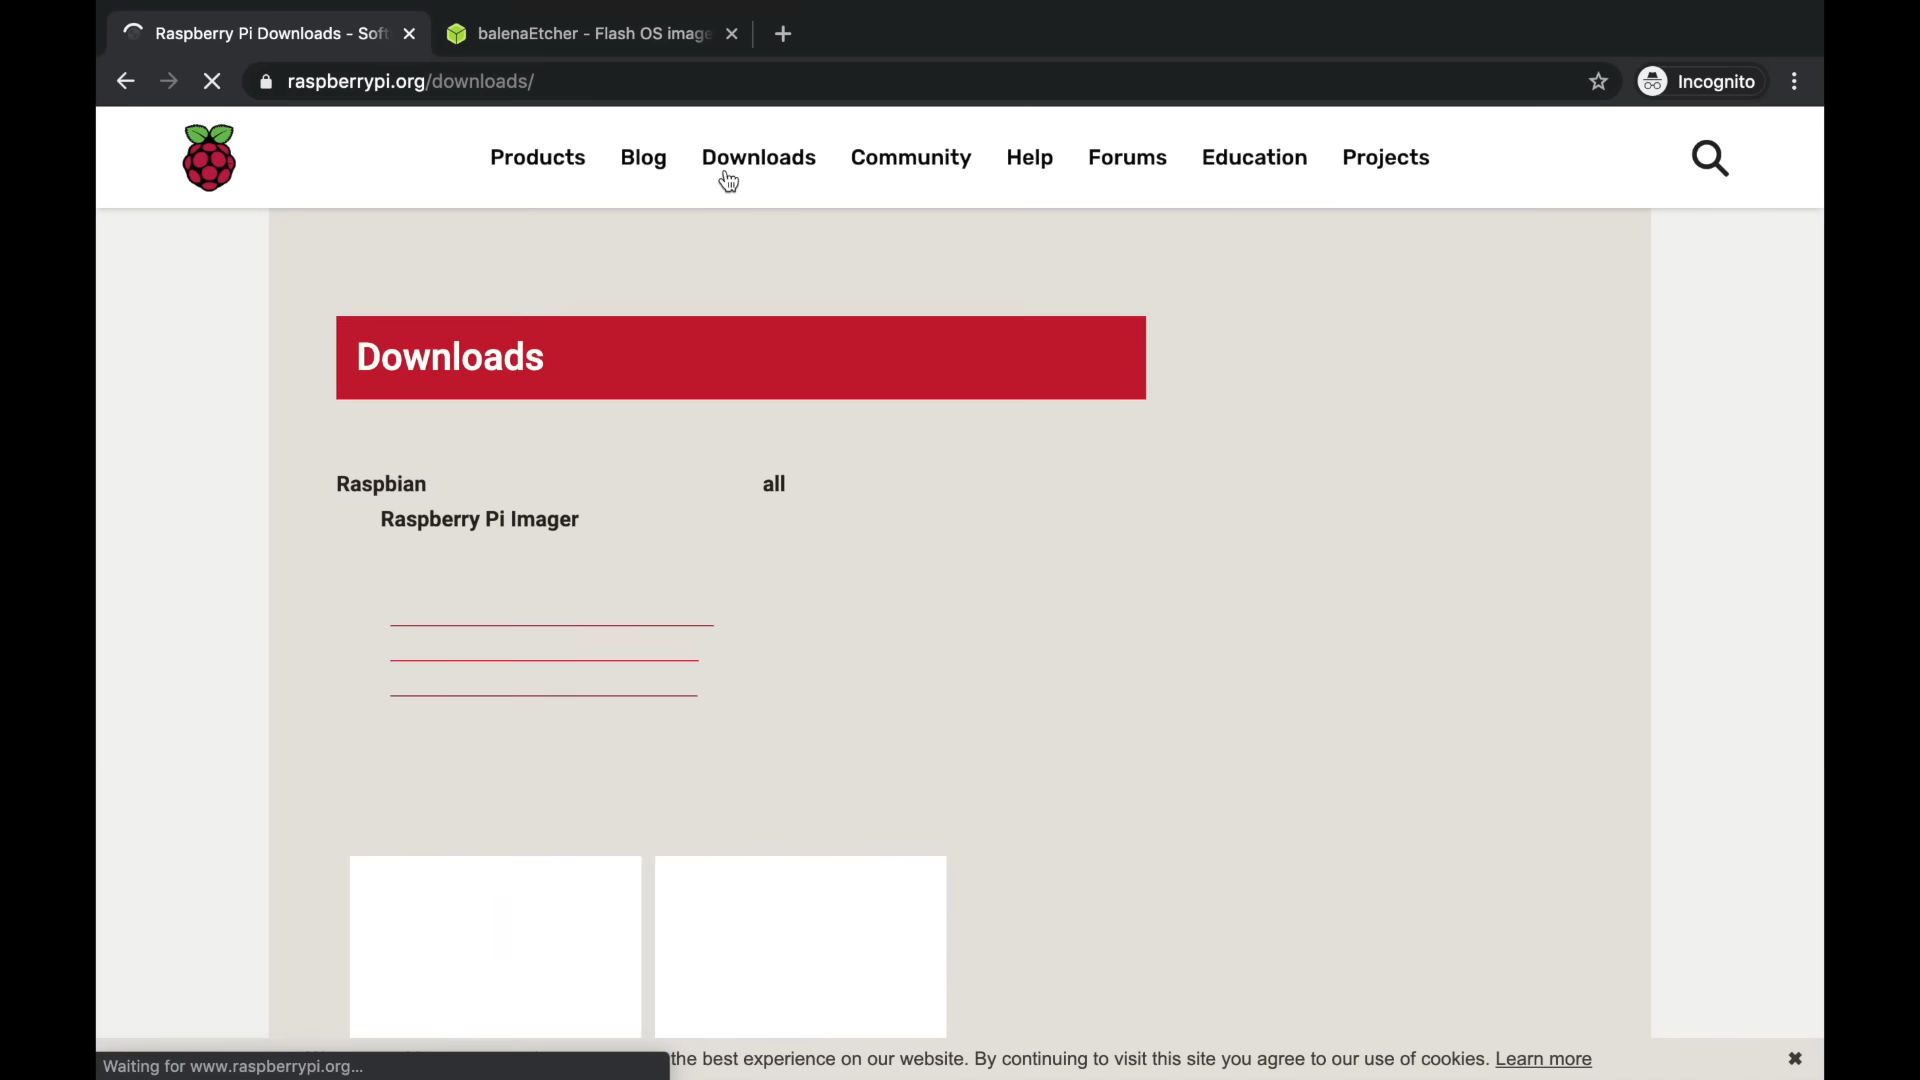 Raspberry Pi Downloads - Soft
balenaEtcher - Flash OS image
raspberrypi.org/downloads/
Incognito
Products Blog Downloads Community Help Forums Education Projects
Downloads
Raspbian all
Raspberry Pi Imager
Waiting for www.raspberrypi.org...
the best experience on our website. By continuing to visit this site you agree to our use of cookies. Learn more